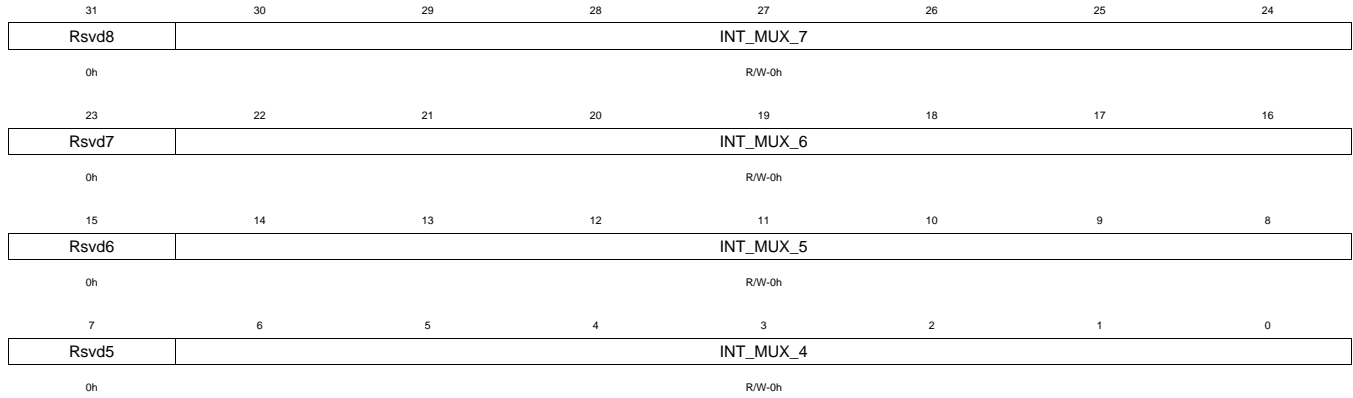 31 30 29 28 27 26 25 24
Rsvd8 INT_MUX_7
0h R/W-0h
23 22 21 20 19 18 17 16
Rsvd7 INT_MUX_6
0h R/W-0h
15 14 13 12 11 10 9 8
Rsvd6 INT_MUX_5
0h R/W-0h
7 6 5 4 3 2 1 0
Rsvd5 INT_MUX_4
0h R/W-0h